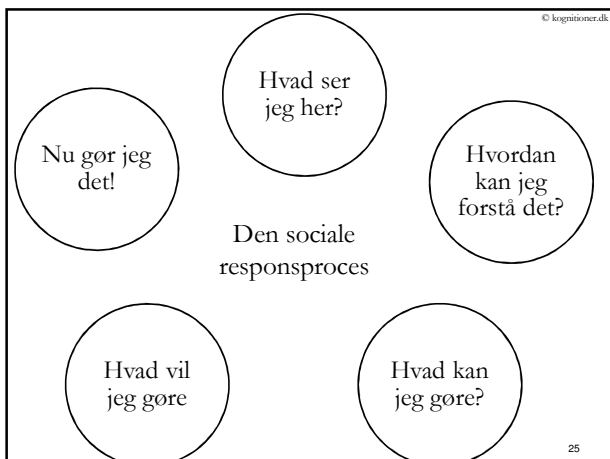 © kognitioner.dk
Hvad ser
jeg her?
Hvordan
kan jeg
forstå det?
Hvad kan
jeg gøre?
Hvad vil
jeg gøre
Nu gør jeg
det!
Den sociale
responsproces
25